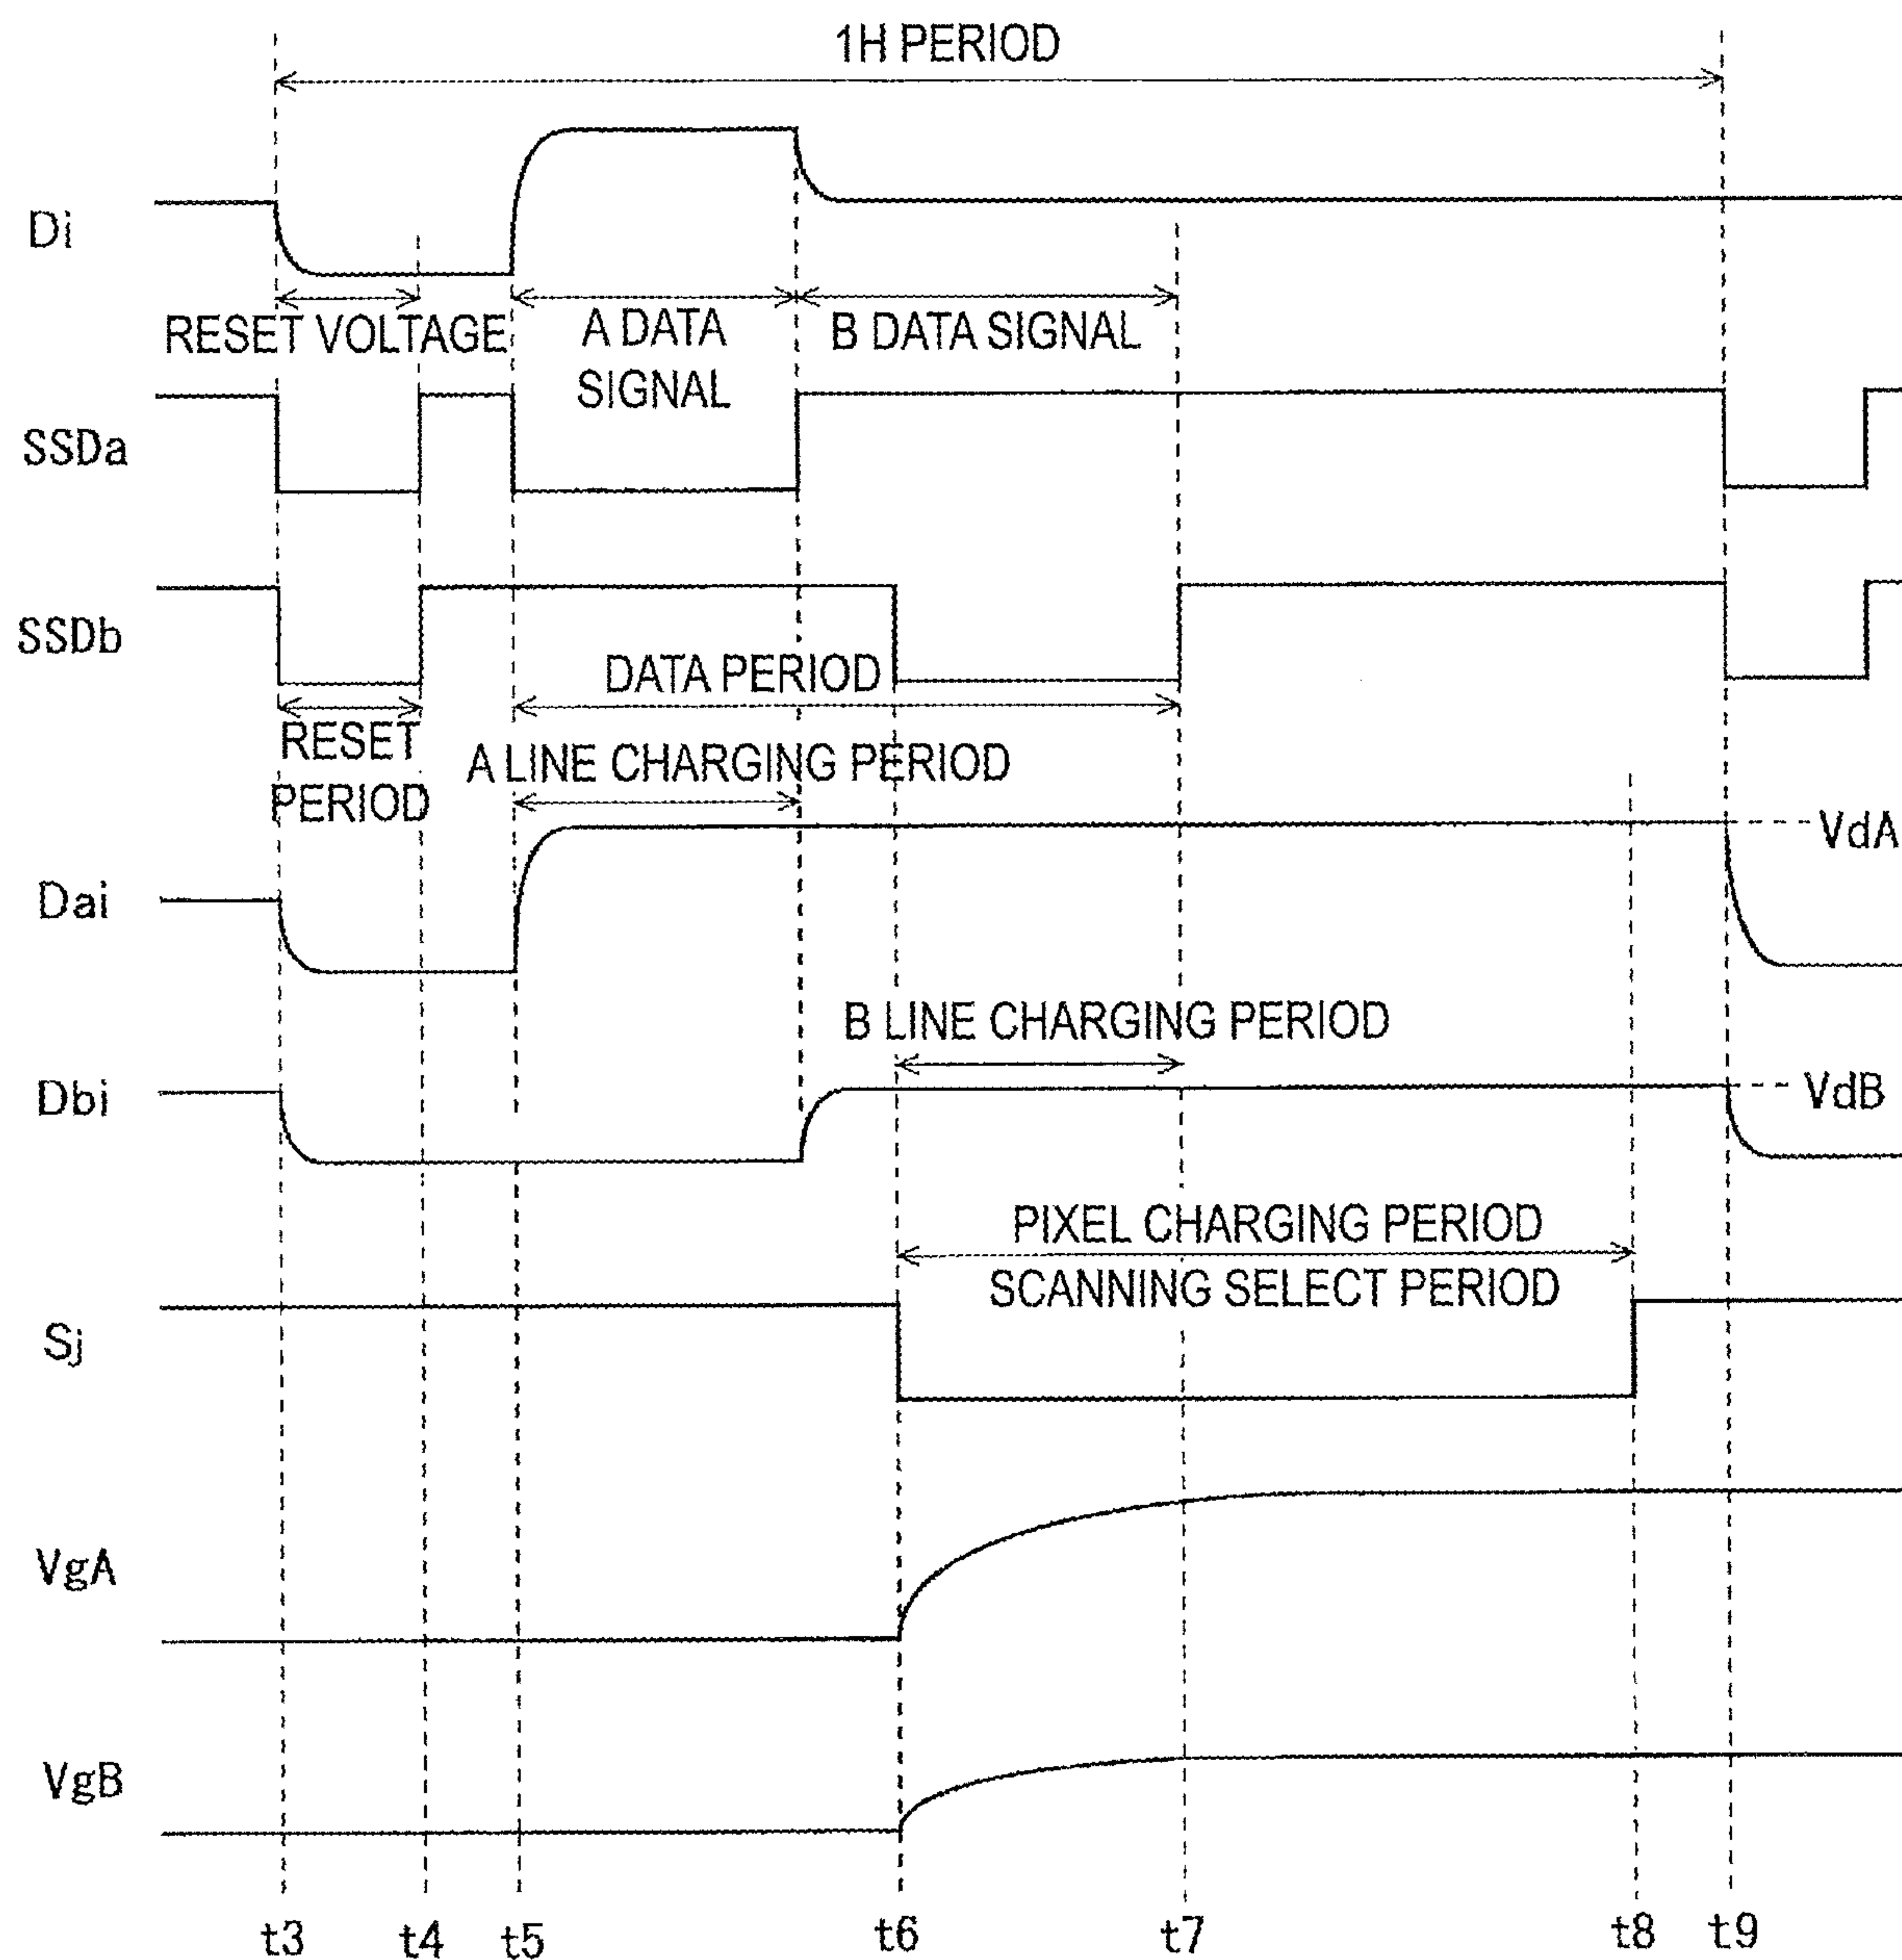 1H PERIOD
Di
RESET VOLTAGE
A DATA
SIGNAL
B DATA SIGNAL
SSDa
SSDb
DATA PERIOD
RESET
PERIOD
A LINE CHARGING PERIOD
VdA
Dai
B LINE CHARGING PERIOD
Dbi
VdB
PIXEL CHARGING PERIOD
SCANNING SELECT PERIOD
Sj
VgA
VgB
t3 t4 t5 t6 t7 t8 t9